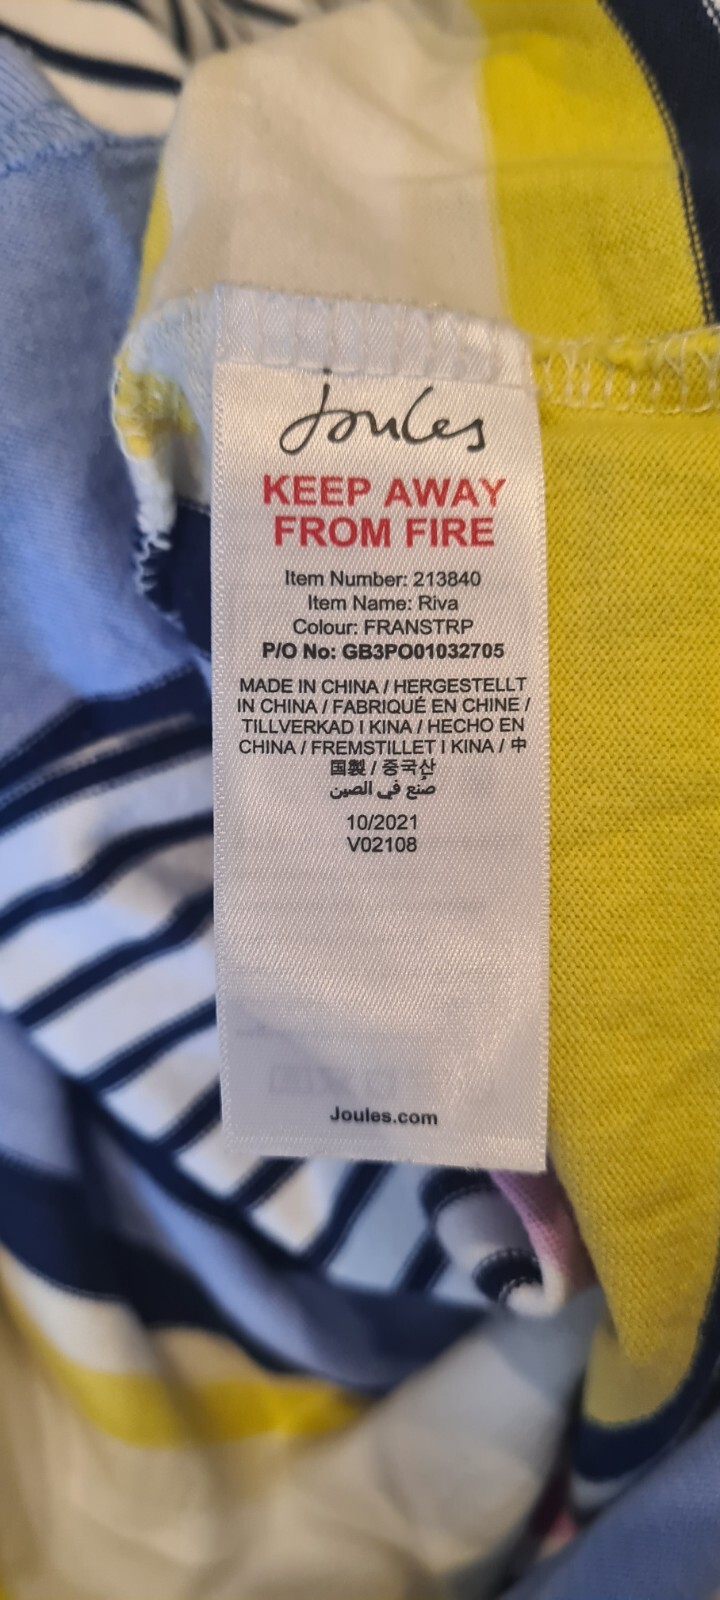 Joules
KEEP AWAY
FROM FIRE
Item Number: 213840
Item Name: Riva
Colour: FRANSTRP
P/O No: GB3PO01032705
MADE IN CHINA / HERGESTELLT
IN CHINA / FABRIQUÉ EN CHINE /
TILLVERKAD I KINA / HECHO EN
CHINA / FREMSTILLET I KINA / 中
国製 / 중국산
صُنع في الصين
10/2021
V02108
Joules.com